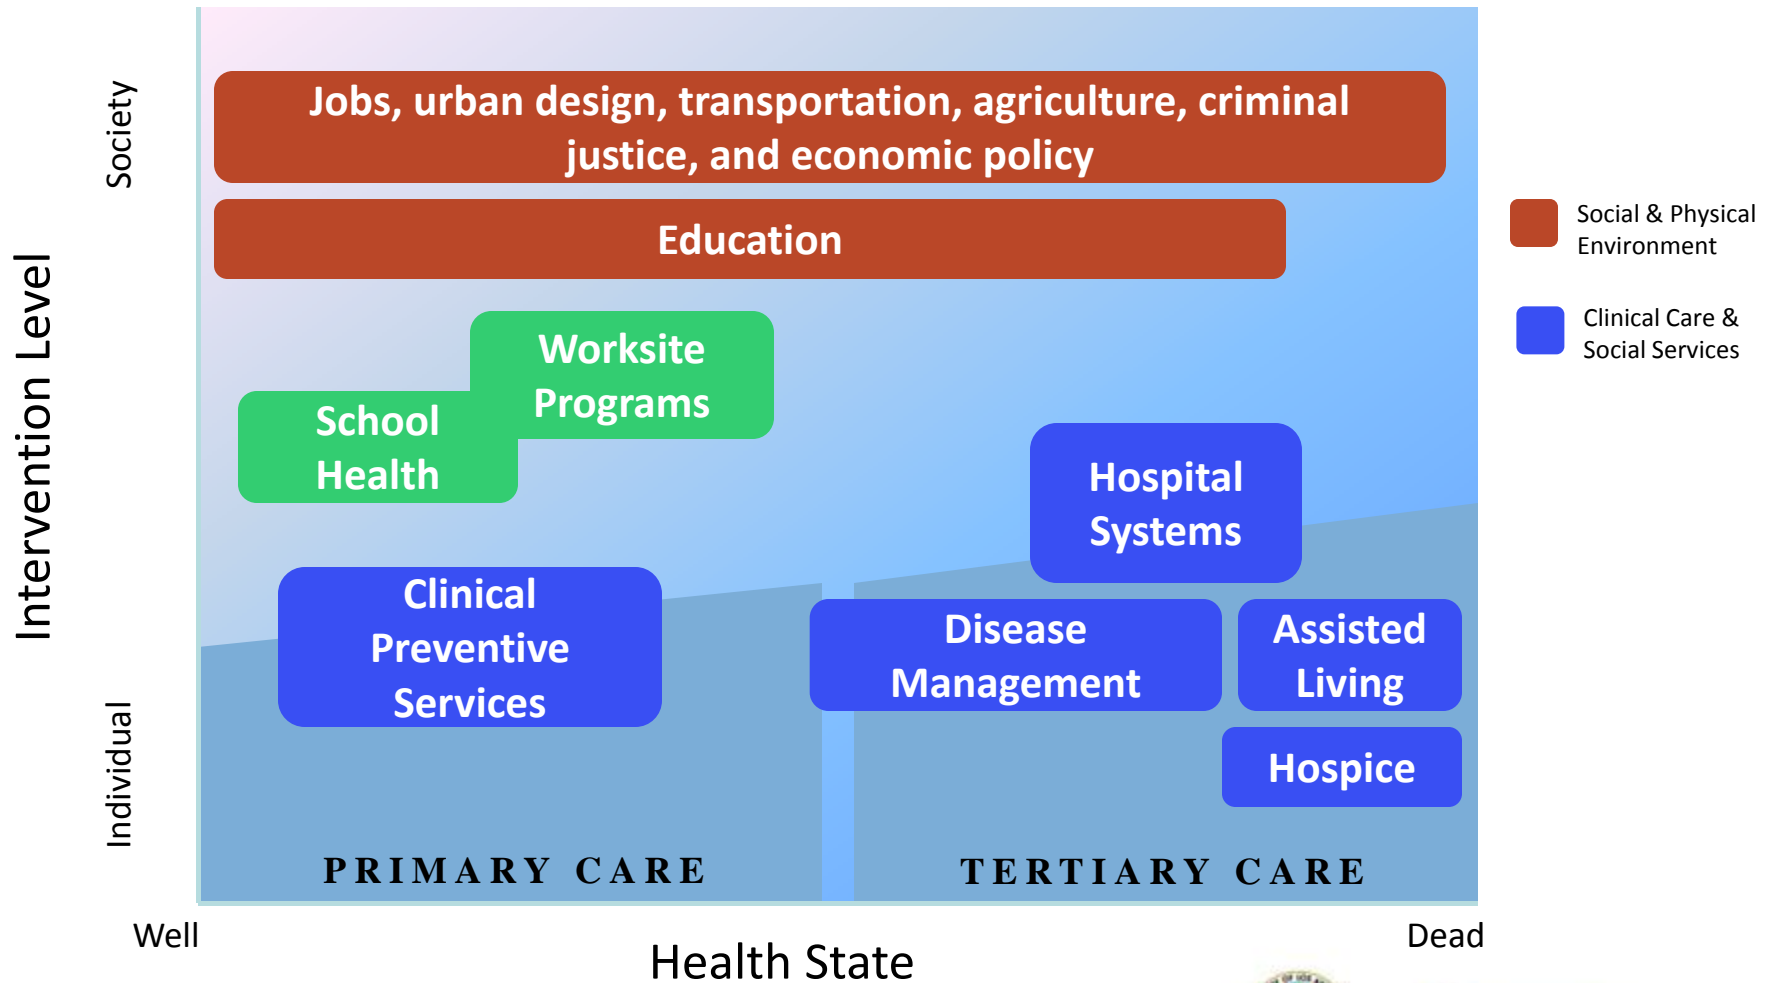 Society
Jobs, urban design, transportation, agriculture, criminal
justice, and economic policy
Education
Social & Physical
Environment
Clinical Care &
Social Services
Intervention Level
Worksite
Programs
School
Health
Hospital
Systems
Clinical
Preventive
Services
Disease
Management
Assisted
Living
Hospice
Individual
PRIMARY CARE
TERTIARY CARE
Well
Dead
Health State